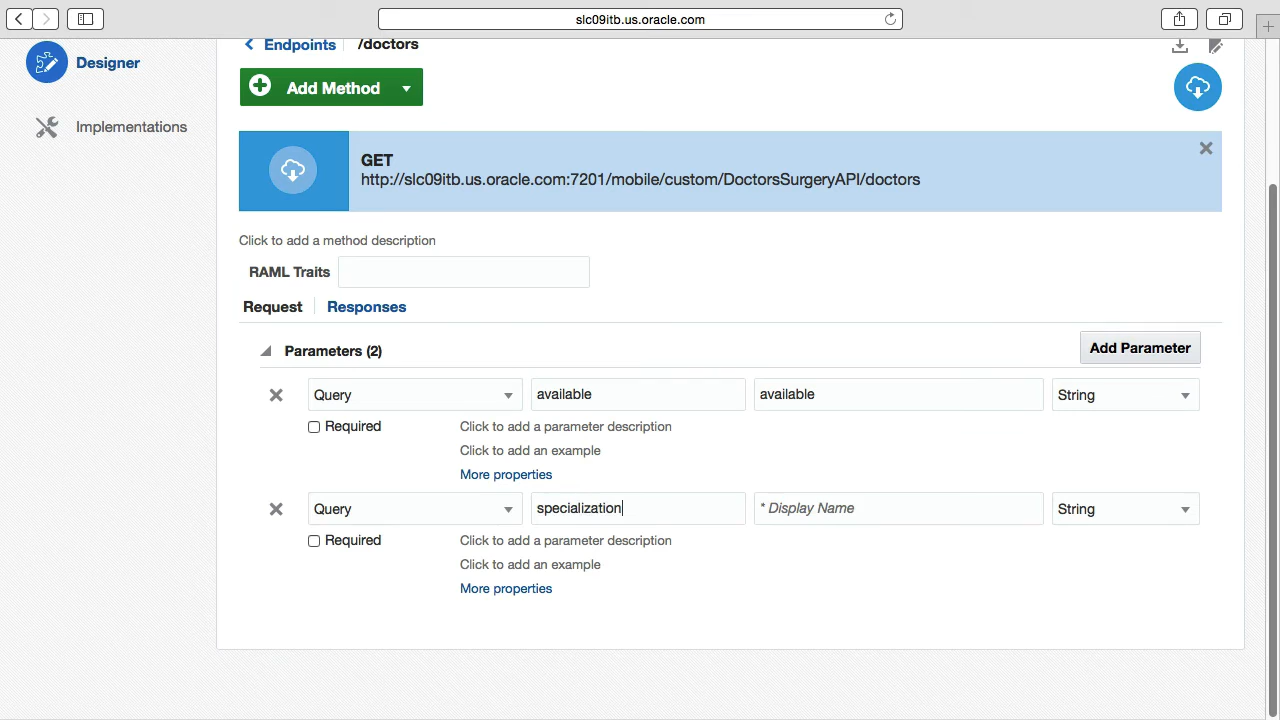 slc09itb.us.oracle.com
Designer
Implementations
Endpoints /doctors
Add Method
GET
http://slc09itb.us.oracle.com:7201/mobile/custom/DoctorsSurgeryAPI/doctors
Click to add a method description
RAML Traits
Request Responses
Parameters (2) Add Parameter
Query available available String
Required Click to add a parameter description
Click to add an example
More properties
Query specialization * Display Name String
Required Click to add a parameter description
Click to add an example
More properties